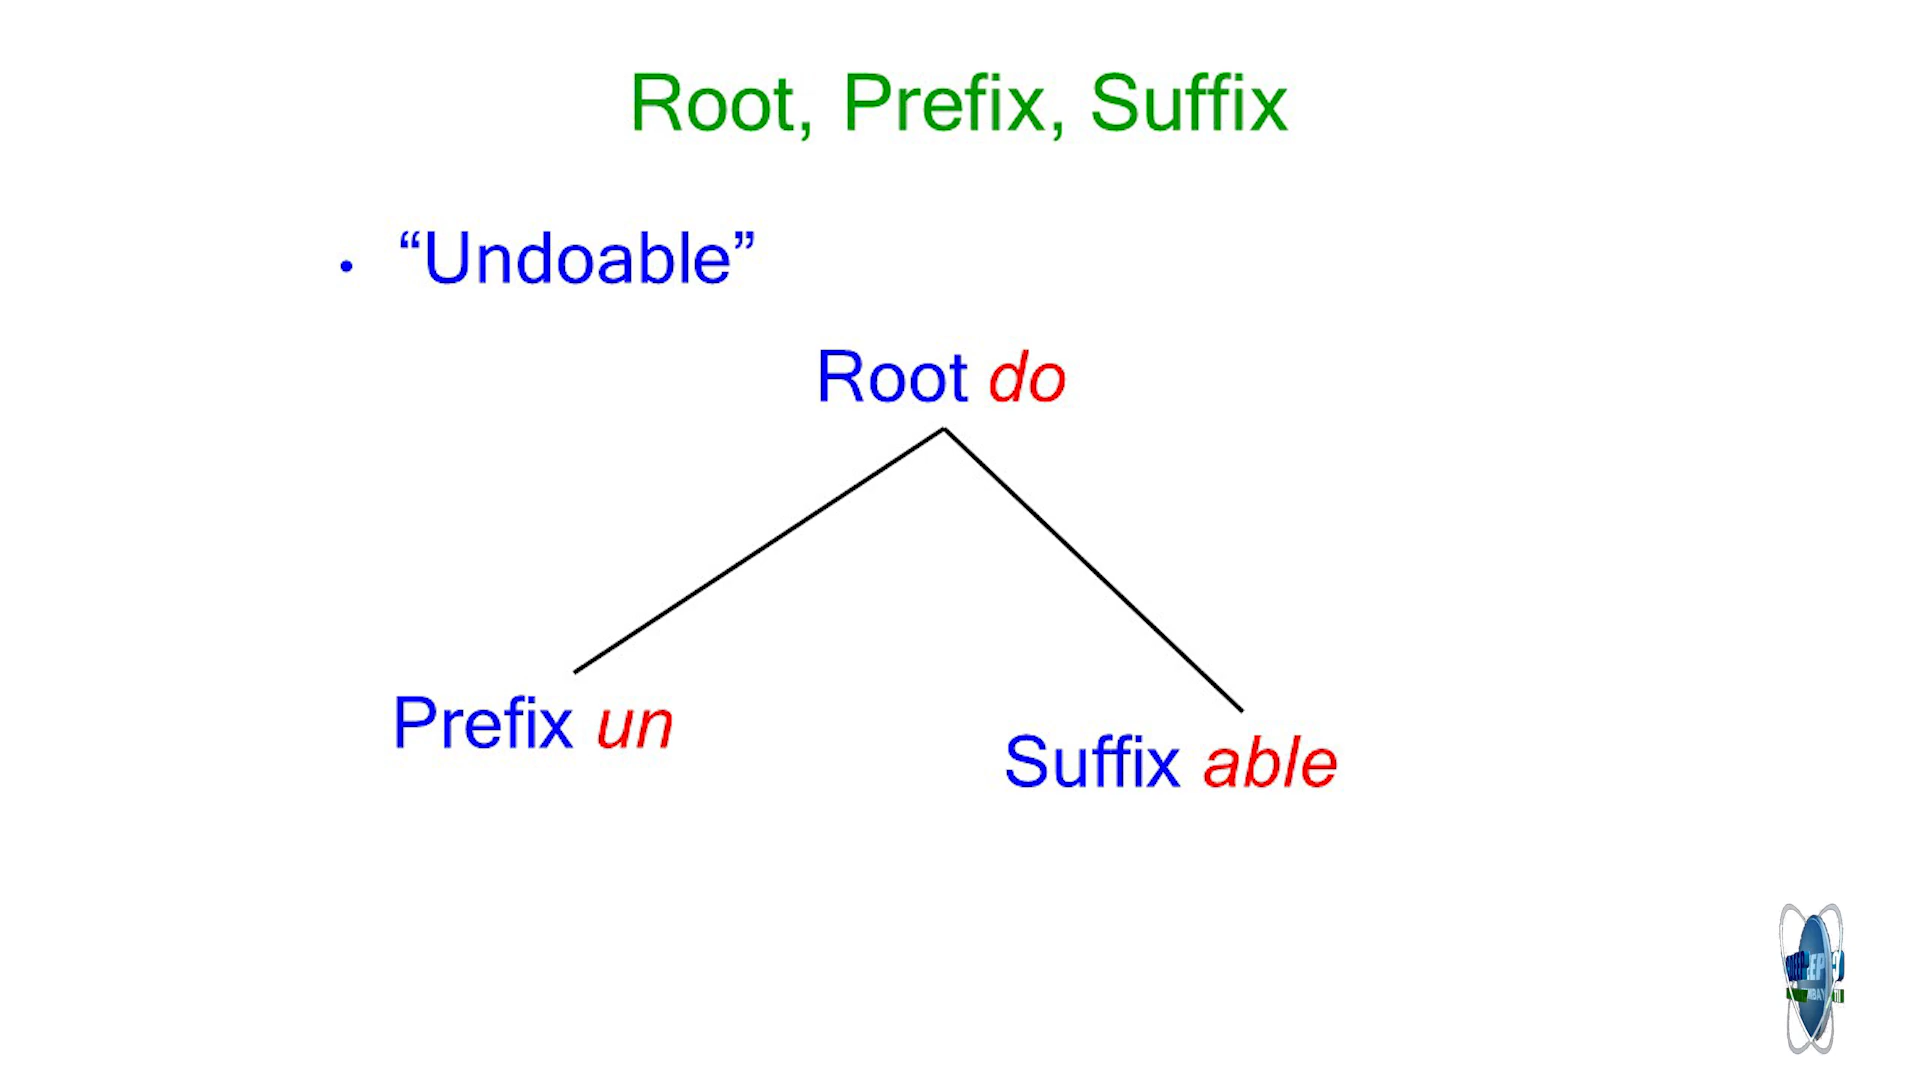 Root, Prefix, Suffix
• “Undoable”
Root do
Prefix un
Suffix able